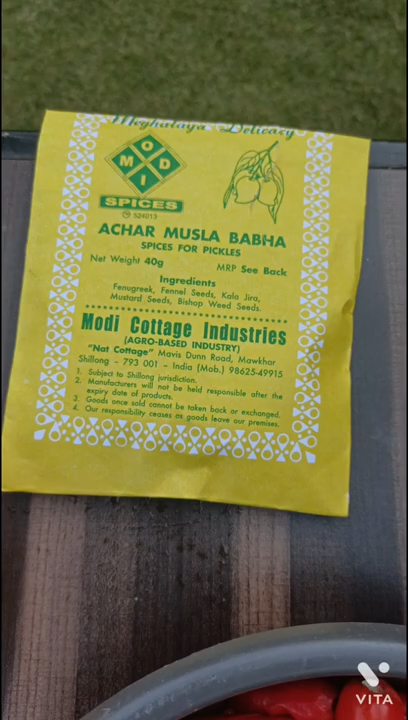 Meghalaya's Delicacy
M O D I
SPICES
524013
ACHAR MUSLA BABHA
SPICES FOR PICKLES
Net Weight 40g MRP See Back
Ingredients
Fenugreek, Fennel Seeds, Kala Jira,
Mustard Seeds, Bishop Weed Seeds.
Modi Cottage Industries
(AGRO-BASED INDUSTRY)
"Nat Cottage" Mavis Dunn Road, Mawkhar
Shillong - 793 001 - India (Mob.) 98625-49915
1. Subject to Shillong jurisdiction.
2. Manufacturers will not be held responsible after the
expiry date of products.
3. Goods once sold cannot be taken back or exchanged.
4. Our responsibility ceases as goods leave our premises.
VITA